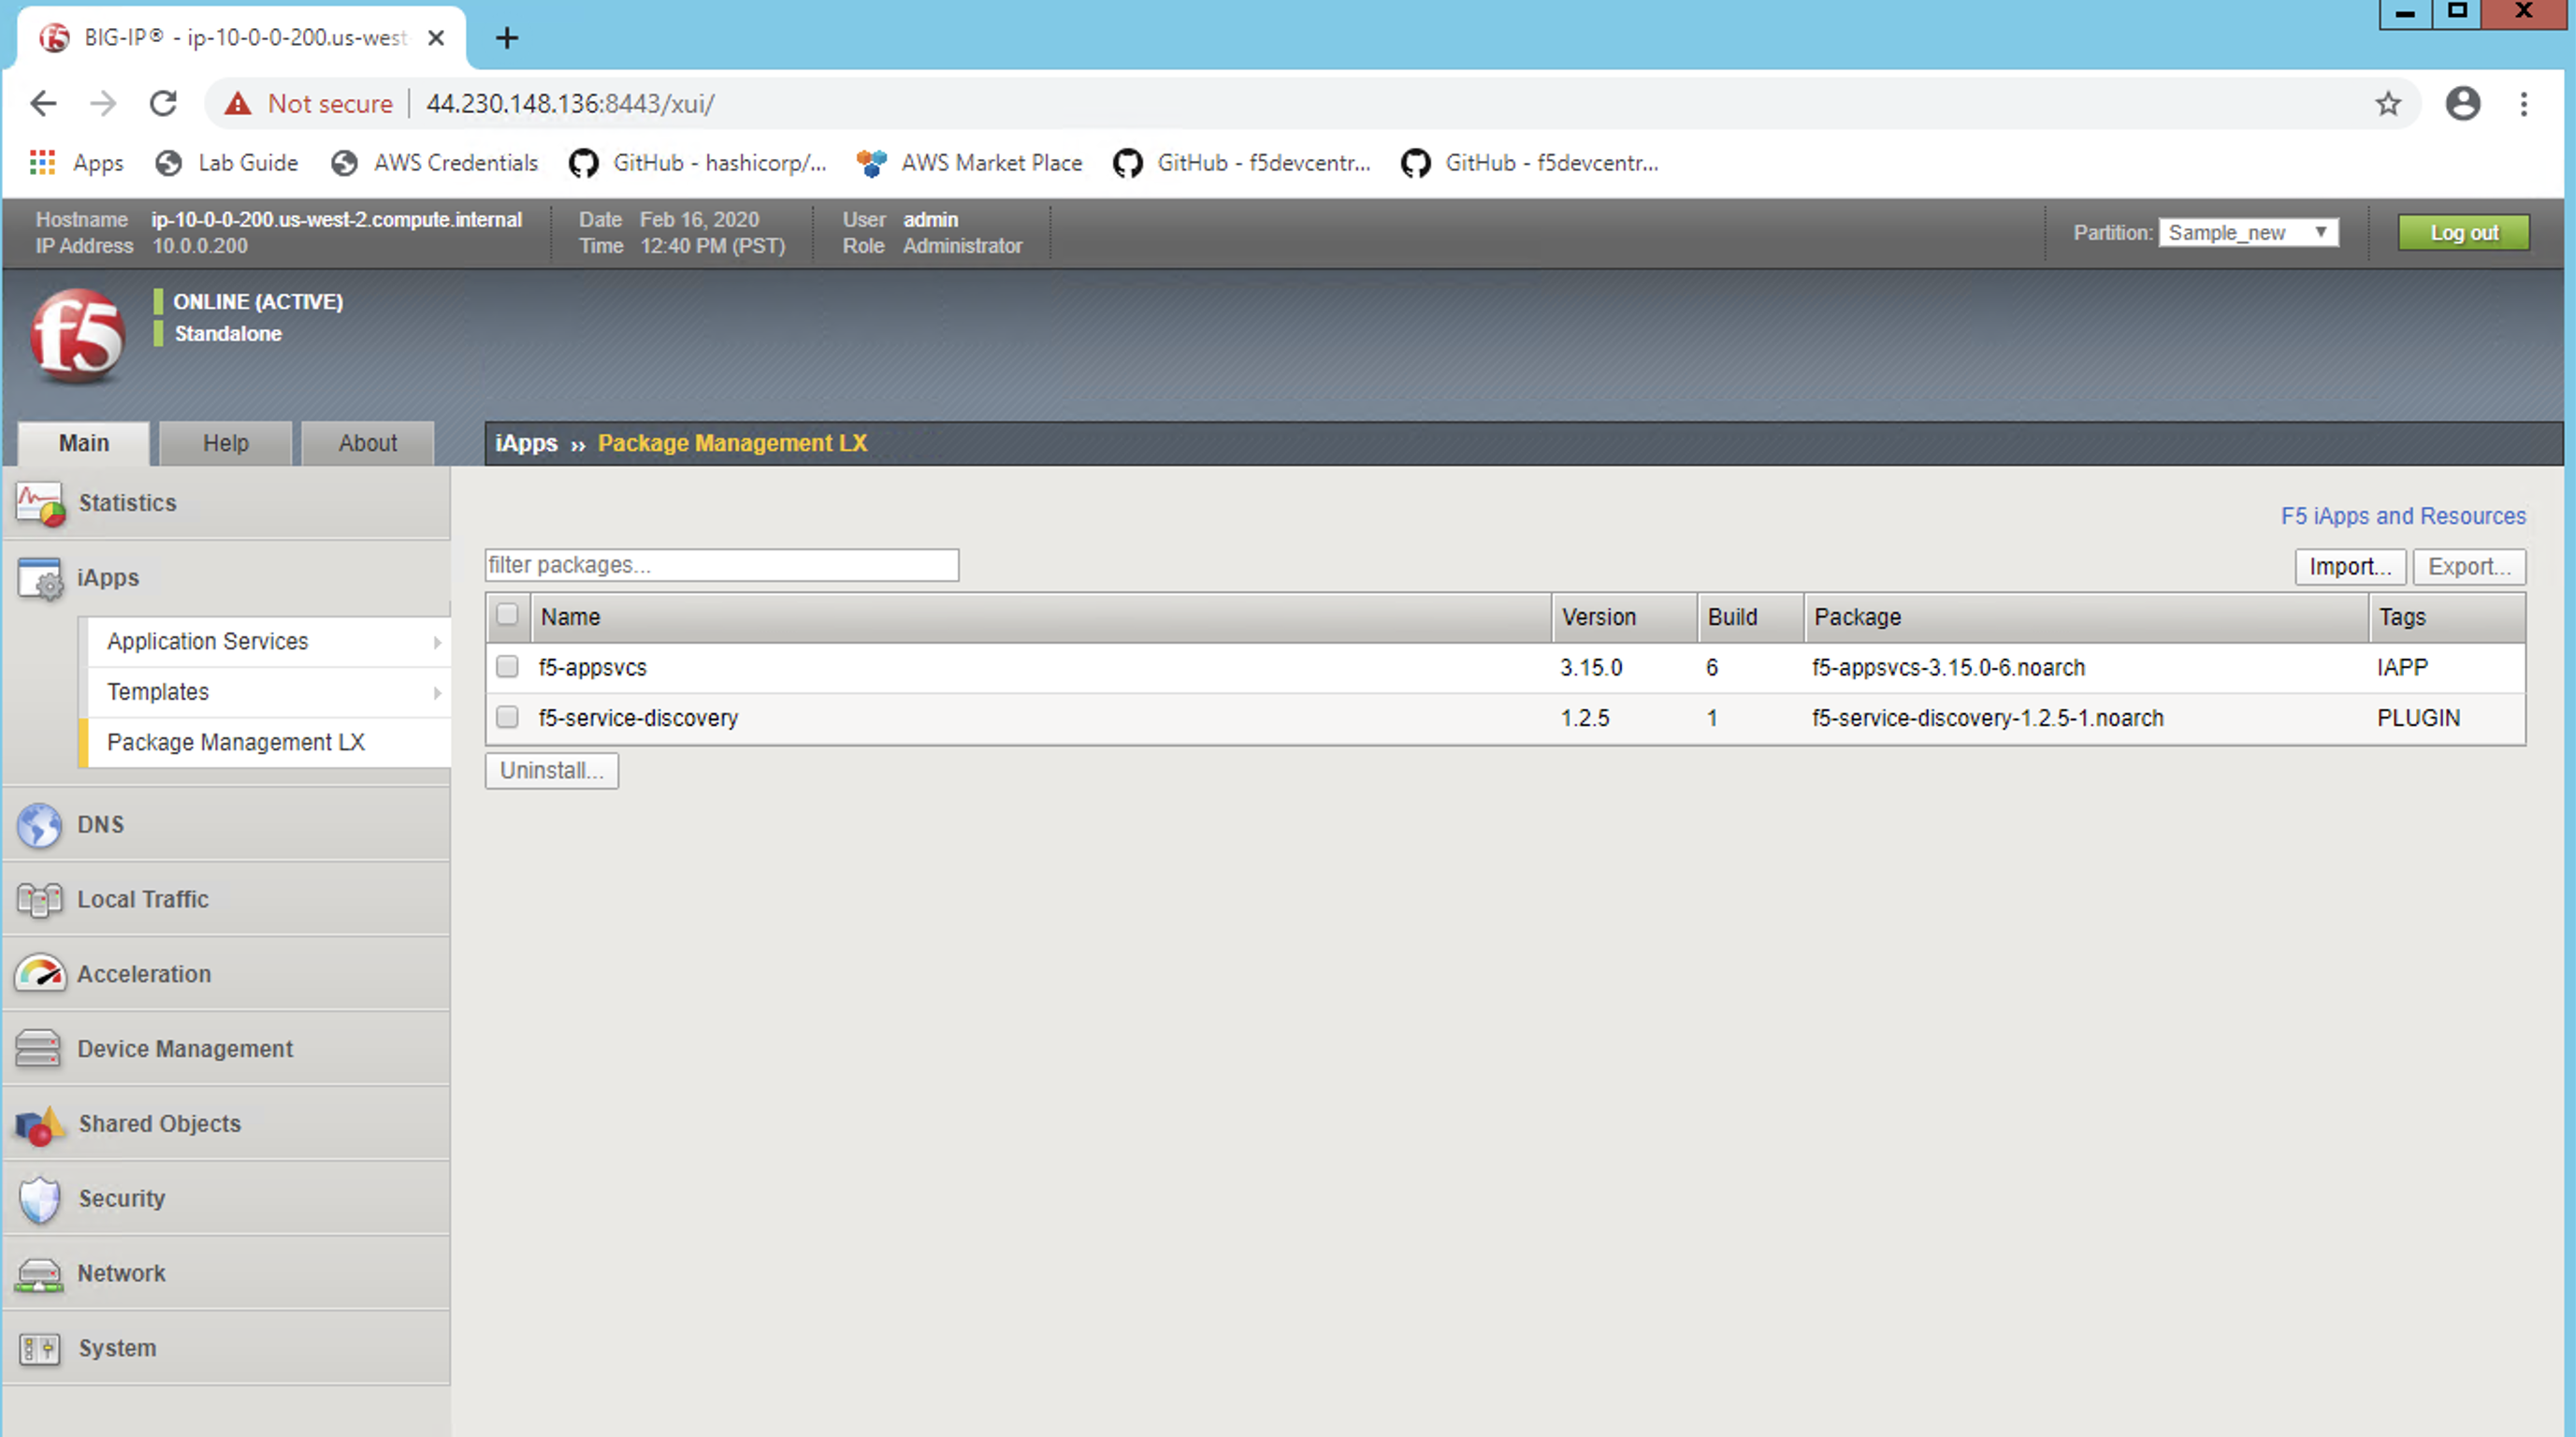 BIG-IP® - ip-10-0-0-200.us-west-
Not secure 44.230.148.136:8443/xui/
Apps Lab Guide AWS Credentials GitHub - hashicorp/... AWS Market Place GitHub - f5devcentr... GitHub - f5devcentr...
Hostname ip-10-0-0-200.us-west-2.compute.internal Date Feb 16, 2020 User admin
IP Address 10.0.0.200 Time 12:40 PM (PST) Role Administrator
Partition: Sample_new Log out
f5
ONLINE (ACTIVE)
Standalone
Main Help About
iApps ›› Package Management LX
Statistics
iApps
Application Services
Templates
Package Management LX
DNS
Local Traffic
Acceleration
Device Management
Shared Objects
Security
Network
System
F5 iApps and Resources
filter packages...
Import... Export...
Name Version Build Package Tags
f5-appsvcs 3.15.0 6 f5-appsvcs-3.15.0-6.noarch IAPP
f5-service-discovery 1.2.5 1 f5-service-discovery-1.2.5-1.noarch PLUGIN
Uninstall...